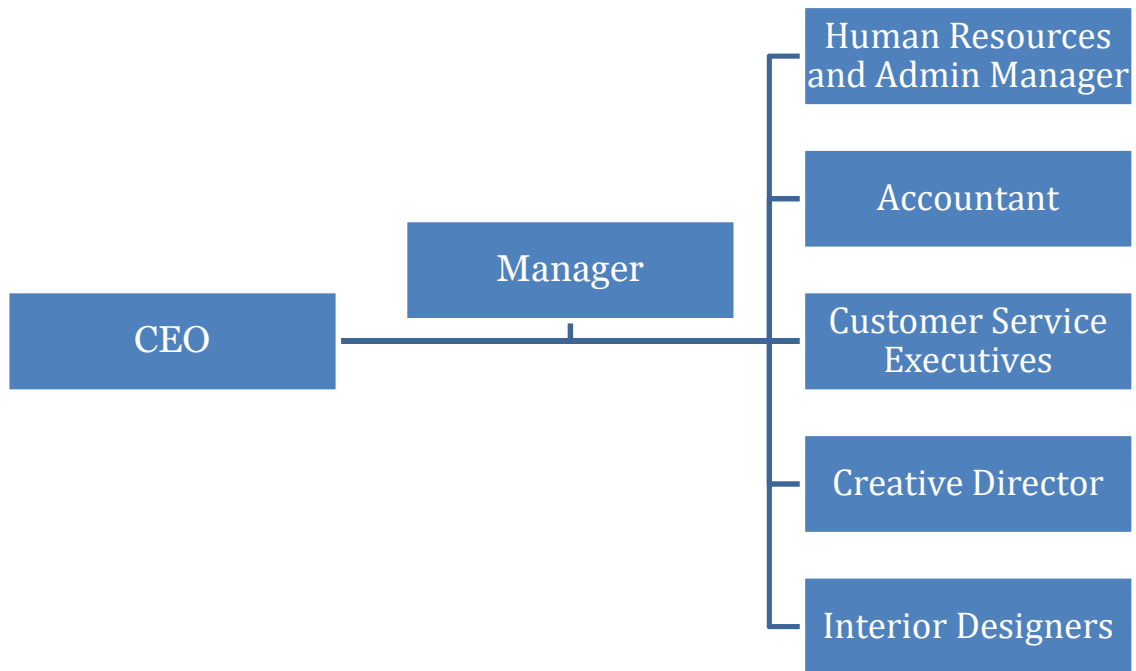 Human Resources
and Admin Manager
Accountant
Manager
CEO
Customer Service
Executives
Creative Director
Interior Designers